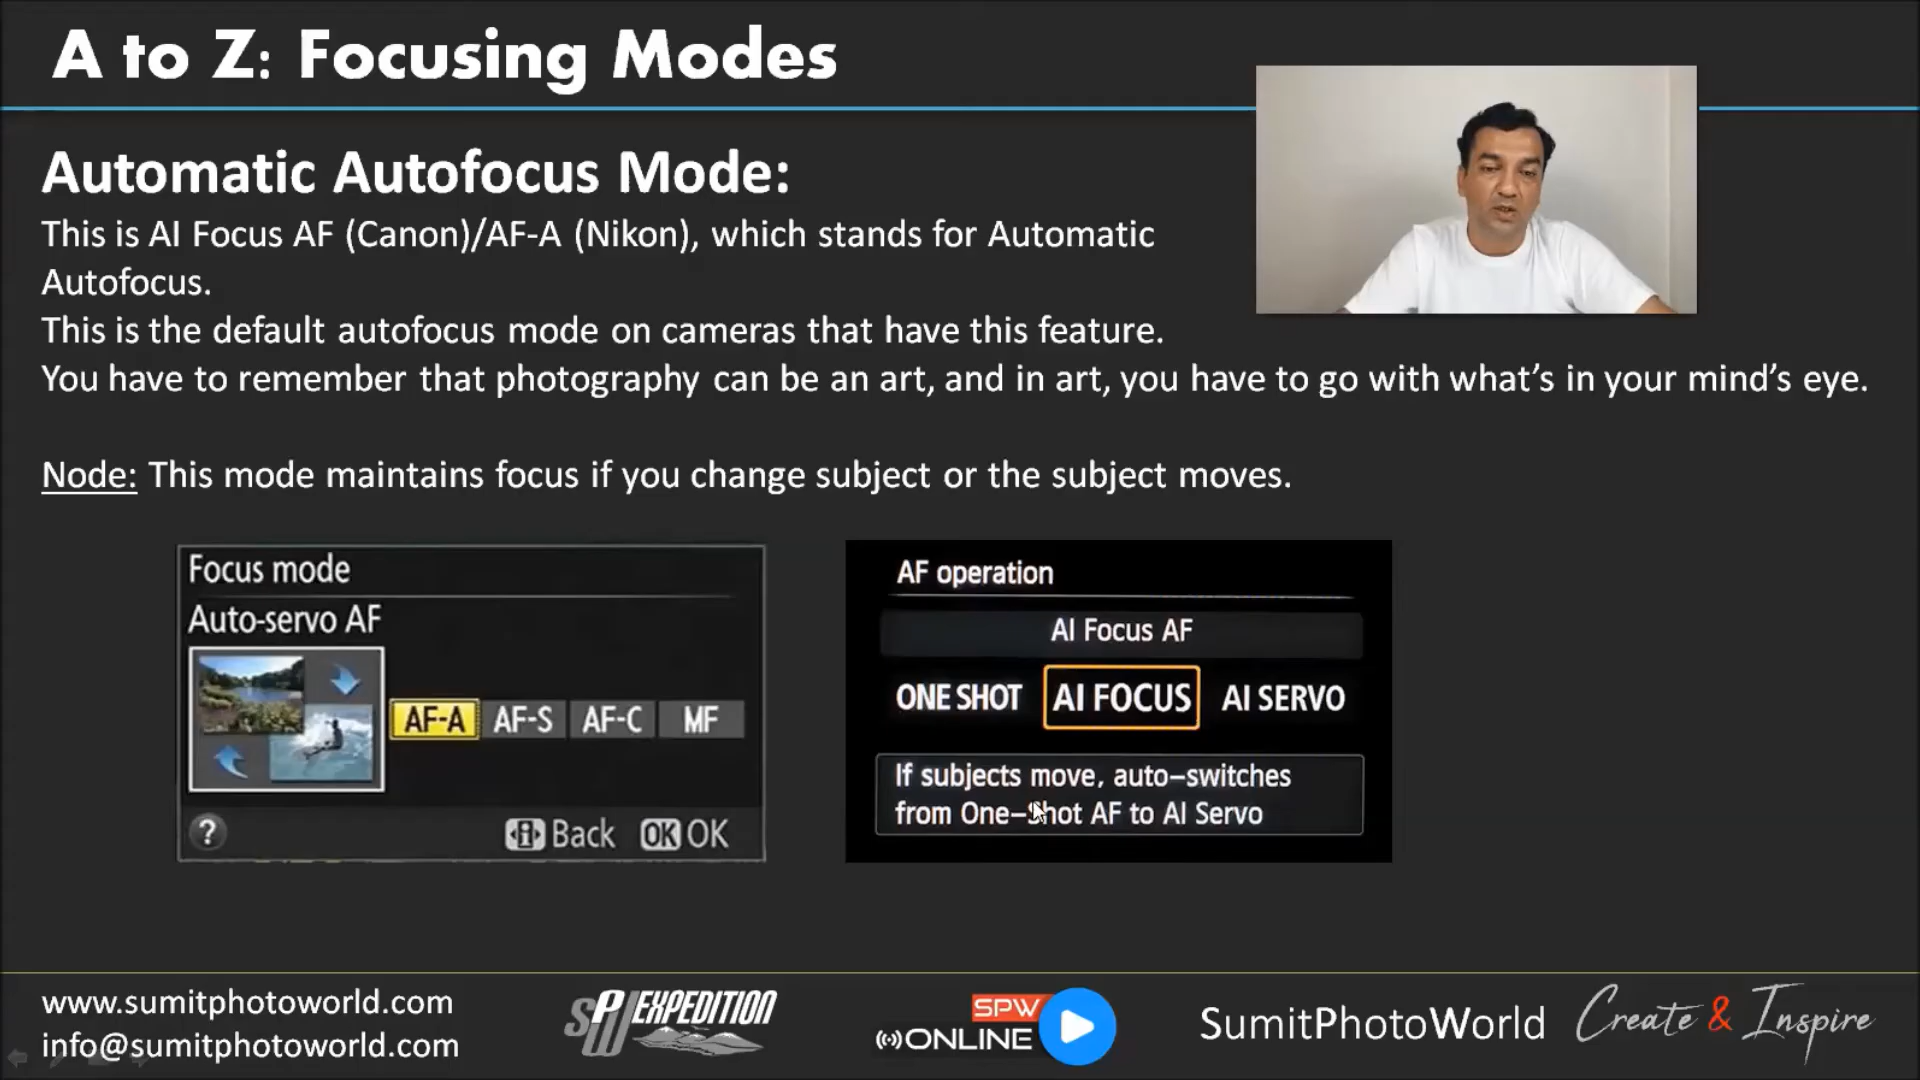 A to Z: Focusing Modes
Automatic Autofocus Mode:
This is AI Focus AF (Canon)/AF-A (Nikon), which stands for Automatic
Autofocus.
This is the default autofocus mode on cameras that have this feature.
You have to remember that photography can be an art, and in art, you have to go with what’s in your mind’s eye.
Node: This mode maintains focus if you change subject or the subject moves.
Focus mode
Auto-servo AF
AF-A AF-S AF-C MF
? Back OK OK
AF operation
AI Focus AF
ONE SHOT AI FOCUS AI SERVO
If subjects move, auto-switches
from One-Shot AF to AI Servo
www.sumitphotoworld.com
info@sumitphotoworld.com
SPW EXPEDITION
SPW
ONLINE
SumitPhotoWorld
Create & Inspire